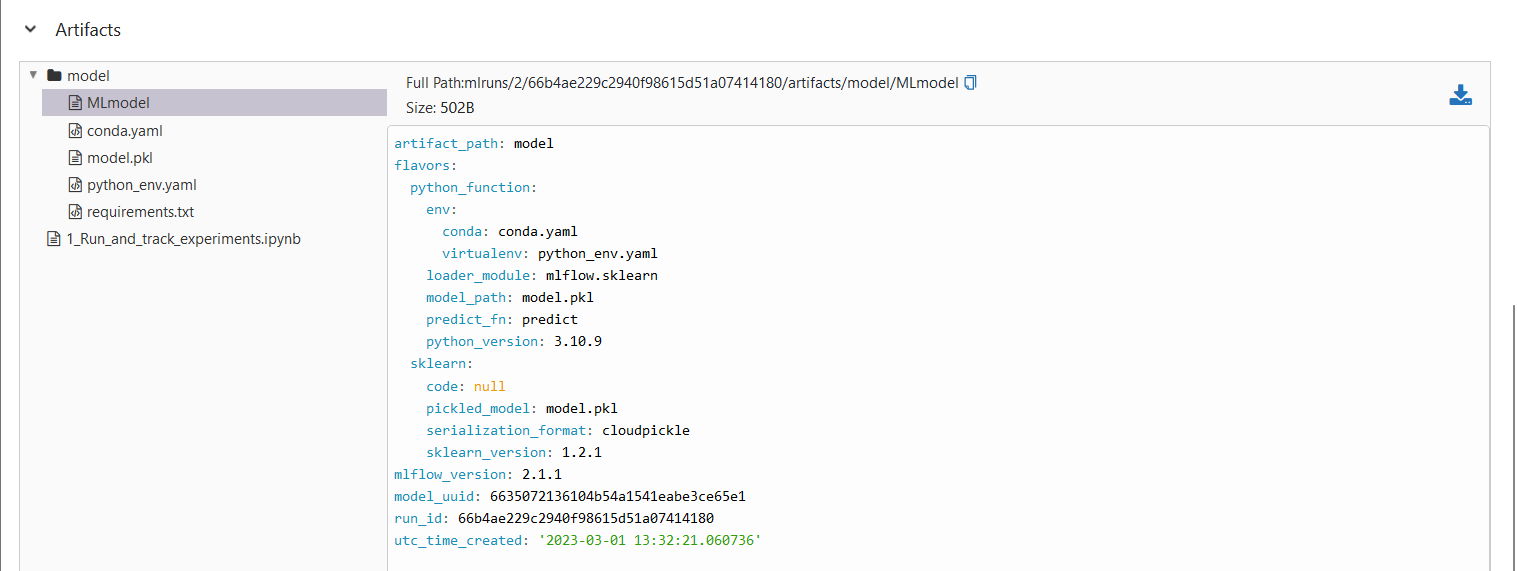 Artifacts
model
MLmodel
conda.yaml
model.pkl
python_env.yaml
requirements.txt
1_Run_and_track_experiments.ipynb
Full Path:mlruns/2/66b4ae229c2940f98615d51a07414180/artifacts/model/MLmodel
Size: 502B
artifact_path: model
flavors:
  python_function:
    env:
      conda: conda.yaml
      virtualenv: python_env.yaml
    loader_module: mlflow.sklearn
    model_path: model.pkl
    predict_fn: predict
    python_version: 3.10.9
  sklearn:
    code: null
    pickled_model: model.pkl
    serialization_format: cloudpickle
    sklearn_version: 1.2.1
mlflow_version: 2.1.1
model_uuid: 6635072136104b54a1541eabe3ce65e1
run_id: 66b4ae229c2940f98615d51a07414180
utc_time_created: '2023-03-01 13:32:21.060736'